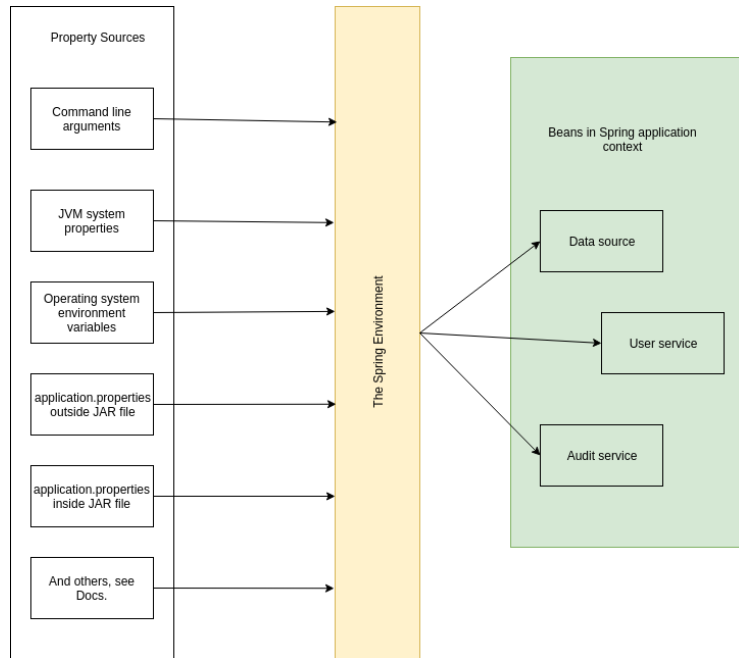 Property Sources
Command line
arguments
JVM system
properties
Operating system
environment
variables
application.properties
outside JAR file
application.properties
inside JAR file
And others, see
Docs.
The Spring Environment
Beans in Spring application
context
Data source
User service
Audit service